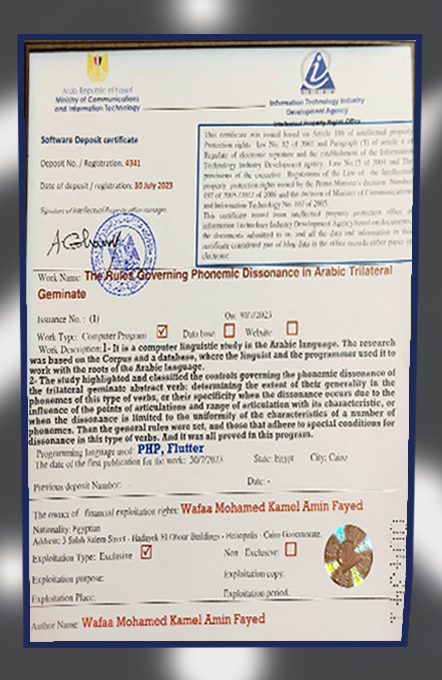 Arab Republic of Egypt
Ministry of Communications
and Information Technology
Information Technology Industry
Development Agency
Intellectual Property Rights Office
Software Deposit certificate
Deposit No. / Registration. 4341
Date of deposit / registration. 30 July 2023
Signature of Intellectual Property office manager.
This certificate was issued based on Article 186 of intellectual property
Protection rights. Law No. 82 of 2002 and Paragraph (T) of article 4
Regulate of electronic signature and the establishment of the Information
Technology Industry Development agency. Law No.15 of 2004 and The
provisions of the executive. Regulations of the Law of the Intellectual
property protection rights issued by the Prime Minister's decision. Number
of 2006 and the decision of Ministry of Communications
and Information Technology No. 107 of 2005.
This certificate issued from intellectual property protection office of
information Technology Industry Development Agency based on documents
the documents submitted to us, and all the data and information in this
certificate considered part of data in the office records either paper or
electronic
Work Name: The Rules Governing Phonemic Dissonance in Arabic Trilateral
Geminate
Issuance No. : (1) On: 30/7/2023
Work Type: Computer Program Data base Website:
Work Description: 1- It is a computer linguistic study in the Arabic language. The research
was based on the Corpus and a database, where the linguist and the programmer used it to
work with the roots of the Arabic language.
2- The study highlighted and classified the controls governing the phonemic dissonance of
the trilateral geminate abstract verb: determining the extent of their generality in the
phonemes of this type of verbs, or their specificity when the dissonance occurs due to the
influence of the points of articulations and range of articulation with its characteristic, or
when the dissonance is limited to the uniformity of the characteristics of a number of
phonemes. Then the general rules were set, and those that adhere to special conditions for
dissonance in this type of verbs. And it was all proved in this program.
Programming language used: PHP, Flutter
The date of the first publication for the work: 30/7/2023 State: Egypt City: Cairo
Previous deposit Number: - Date: -
The owner of financial exploitation rights: Wafaa Mohamed Kamel Amin Fayed
Nationality: Egyptian
Address: 3 Salah Salem Street - Hadayek El Obour Buildings - Heliopolis - Cairo Governorate.
Exploitation Type: Exclusive Non Exclusive:
Exploitation purpose: Exploitation copy:
Exploitation Place: Exploitation period:
Author Name: Wafaa Mohamed Kamel Amin Fayed